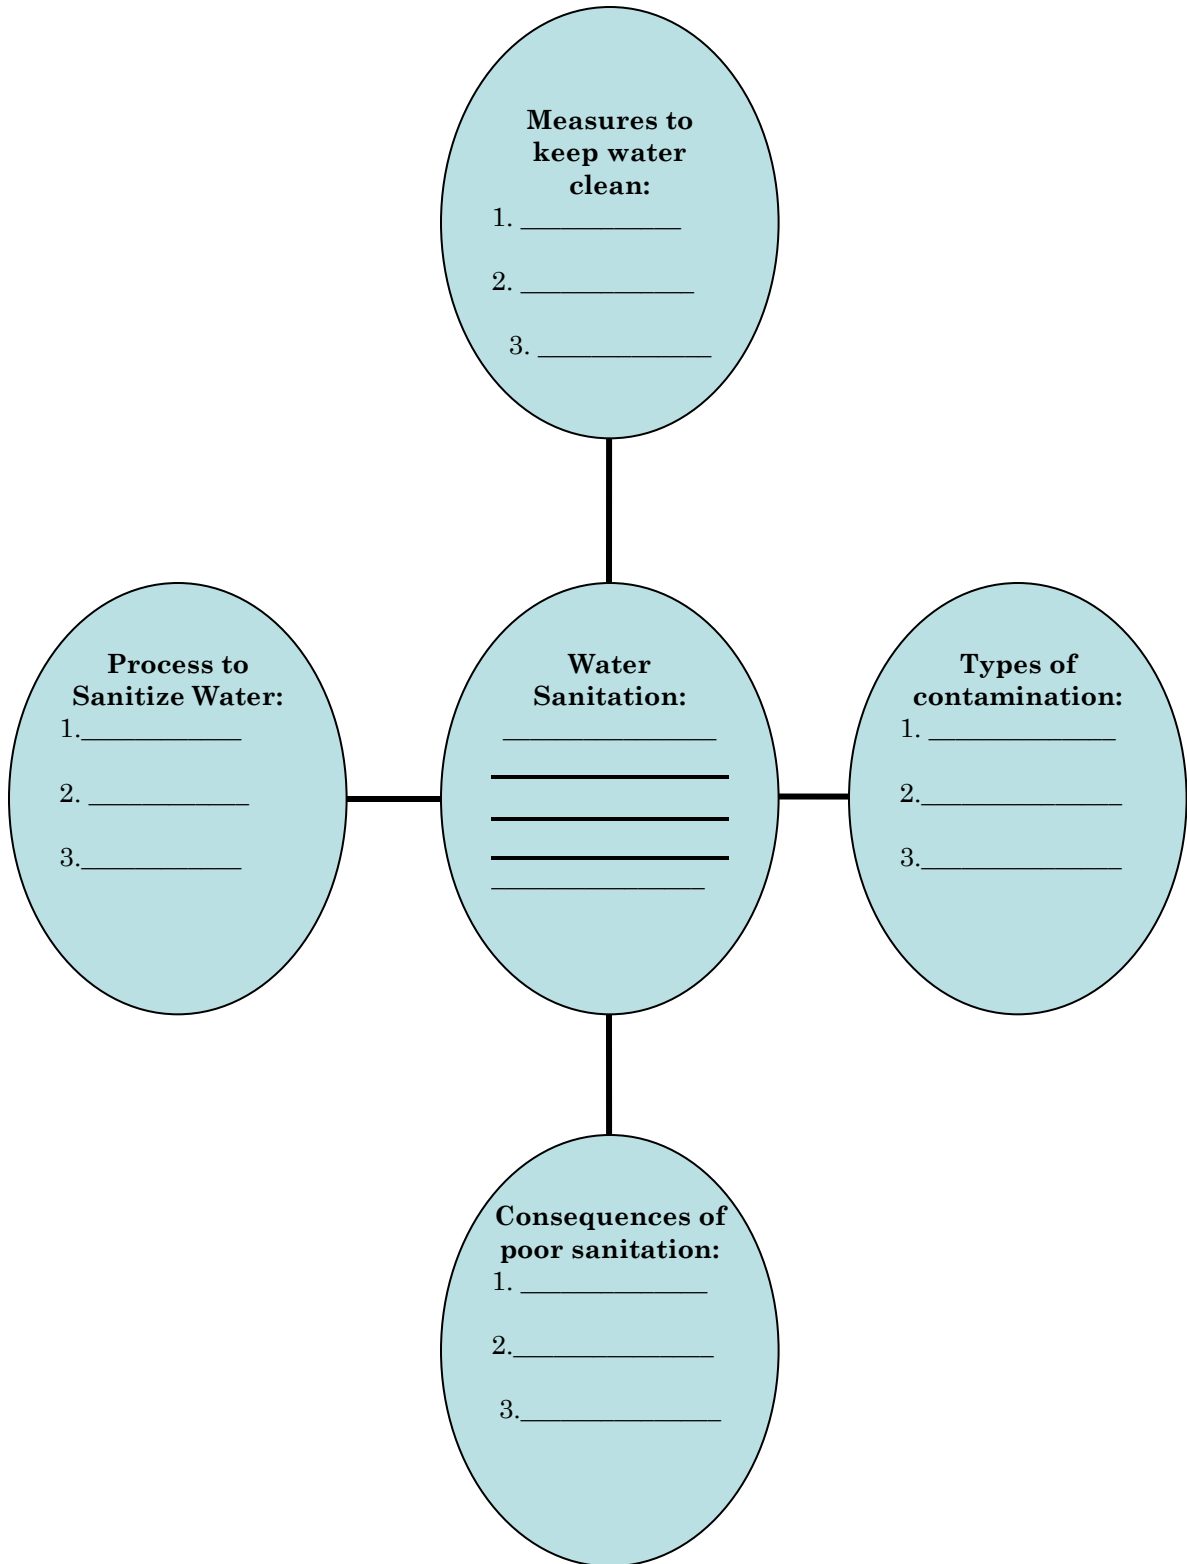 Measures to
keep water
clean:
1. ____________
2. _____________
3. _____________
Process to
Sanitize Water:
1.____________
2. ____________
3.____________
Water
Sanitation:
________________
________________
Types of
contamination:
1. ______________
2._______________
3._______________
Consequences of
poor sanitation:
1. ______________
2._______________
3._______________